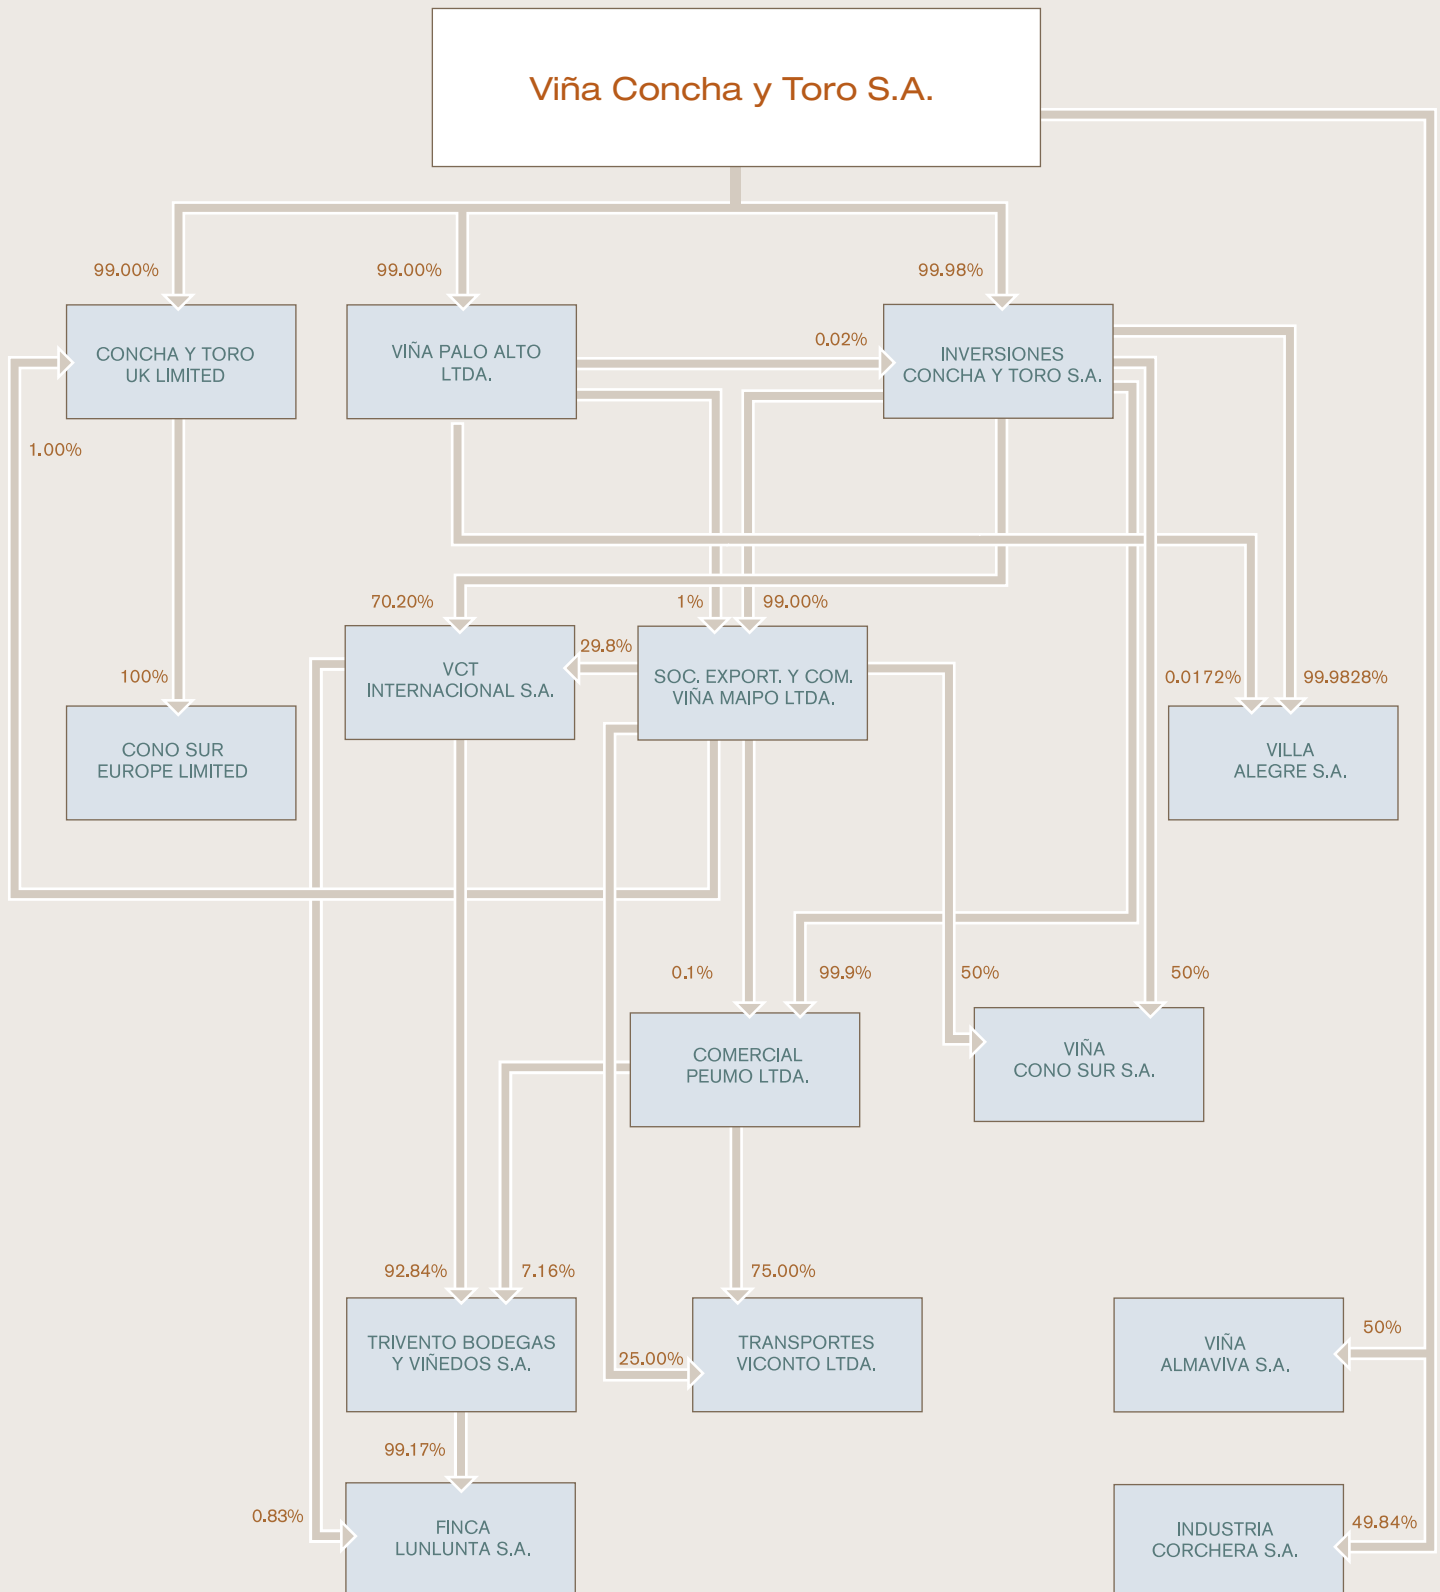 Viña Concha y Toro S.A.
99.00%
99.00%
99.98%
CONCHA Y TORO
UK LIMITED
VIÑA PALO ALTO
LTDA.
0.02%
INVERSIONES
CONCHA Y TORO S.A.
1.00%
70.20%
1%
99.00%
29.8%
VCT
INTERNACIONAL S.A.
SOC. EXPORT. Y COM.
VIÑA MAIPO LTDA.
100%
0.0172%
99.9828%
CONO SUR
EUROPE LIMITED
VILLA
ALEGRE S.A.
0.1%
99.9%
50%
50%
COMERCIAL
PEUMO LTDA.
VIÑA
CONO SUR S.A.
92.84%
7.16%
75.00%
TRIVENTO BODEGAS
Y VIÑEDOS S.A.
25.00%
TRANSPORTES
VICONTO LTDA.
VIÑA
ALMAVIVA S.A.
50%
99.17%
0.83%
FINCA
LUNLUNTA S.A.
INDUSTRIA
CORCHERA S.A.
49.84%